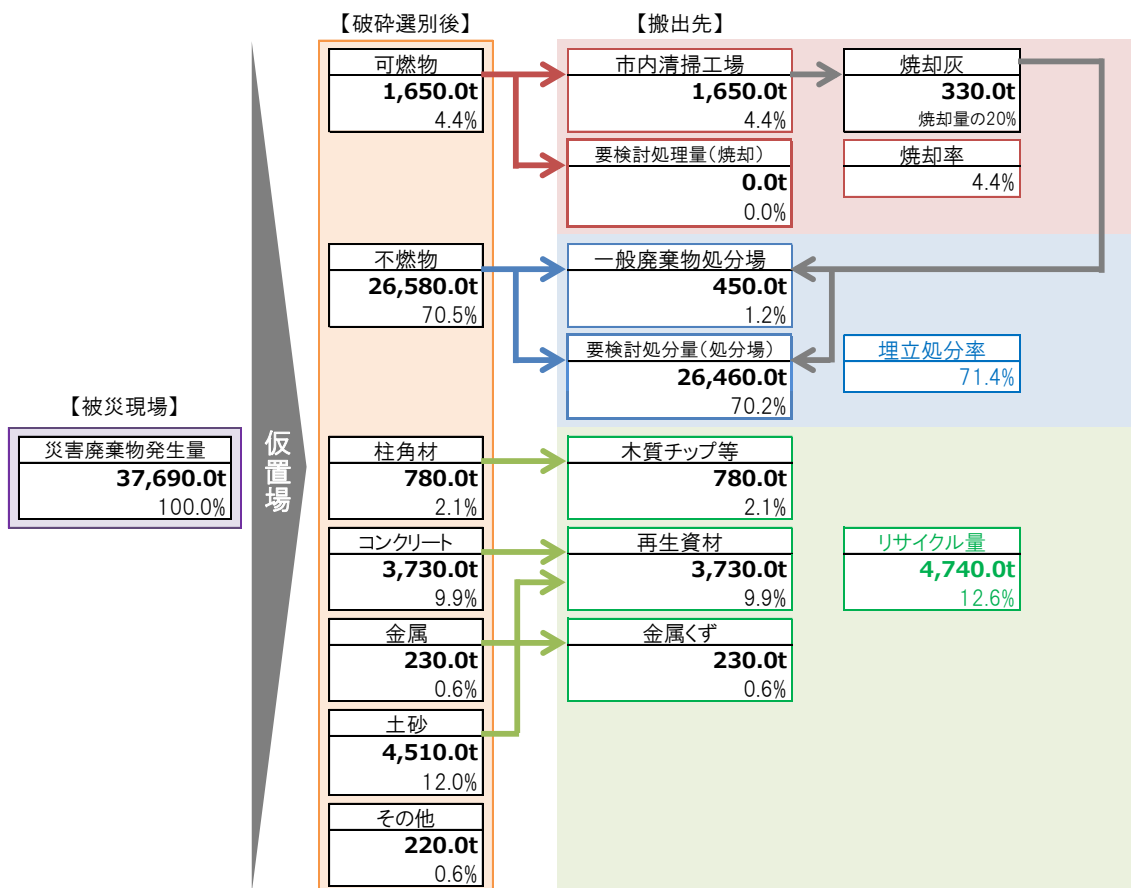 【破砕選別後】
【搬出先】
可燃物
1,650.0t
4.4%
市内清掃工場
1,650.0t
4.4%
焼却灰
330.0t
焼却量の20%
要検討処理量(焼却)
0.0t
0.0%
焼却率
4.4%
不燃物
26,580.0t
70.5%
一般廃棄物処分場
450.0t
1.2%
要検討処分量(処分場)
26,460.0t
70.2%
埋立処分率
71.4%
【被災現場】
災害廃棄物発生量
37,690.0t
100.0%
仮置場
柱角材
780.0t
2.1%
木質チップ等
780.0t
2.1%
コンクリート
3,730.0t
9.9%
再生資材
3,730.0t
9.9%
リサイクル量
4,740.0t
12.6%
金属
230.0t
0.6%
金属くず
230.0t
0.6%
土砂
4,510.0t
12.0%
その他
220.0t
0.6%